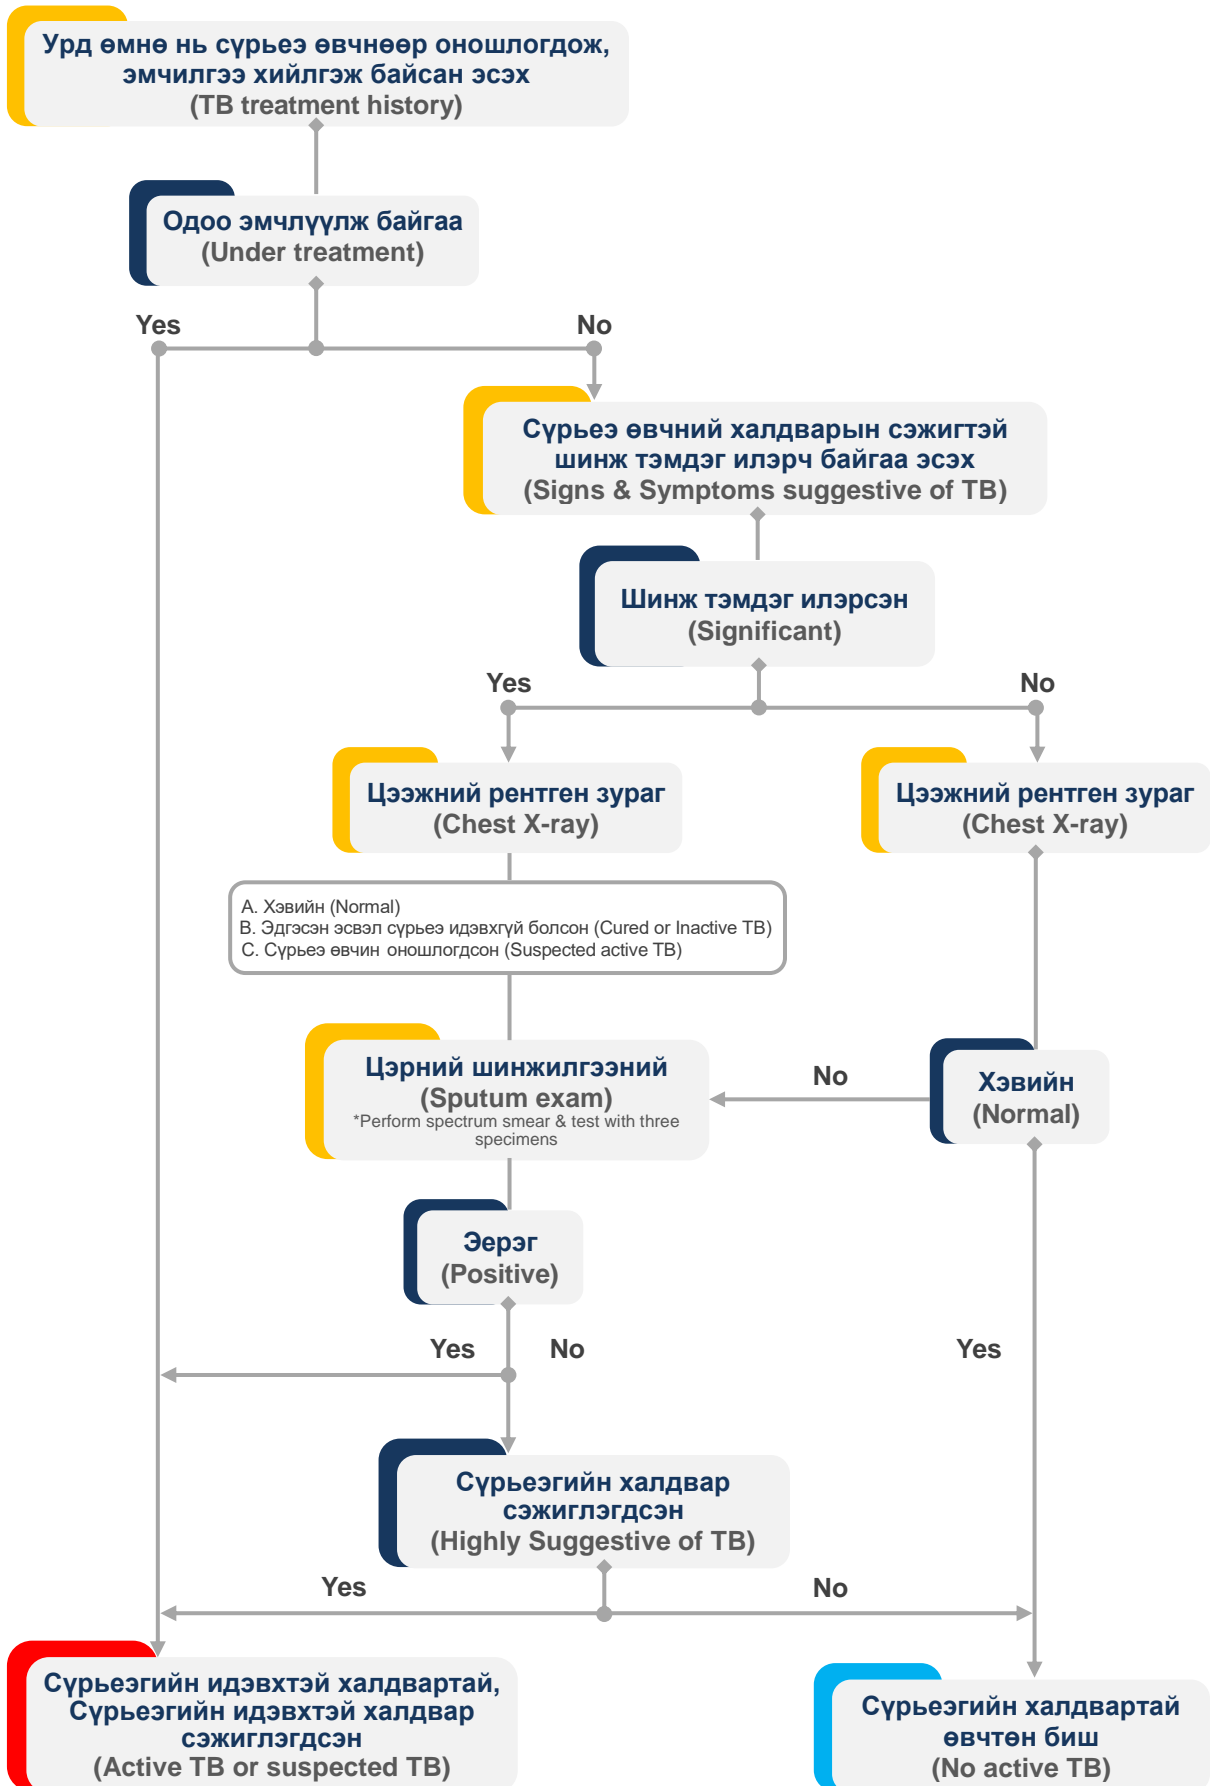 Урд өмнө нь сүрьеэ өвчнөөр оношлогдож,
эмчилгээ хийлгэж байсан эсэх
(TB treatment history)
Одоо эмчлүүлж байгаа
(Under treatment)
Yes
No
Сүрьеэ өвчний халдварын сэжигтэй
шинж тэмдэг илэрч байгаа эсэх
(Signs & Symptoms suggestive of TB)
Шинж тэмдэг илэрсэн
(Significant)
Yes
No
Цээжний рентген зураг
(Chest X-ray)
Цээжний рентген зураг
(Chest X-ray)
A. Хэвийн (Normal)
B. Эдгэсэн эсвэл сүрьеэ идэвхгүй болсон (Cured or Inactive TB)
C. Сүрьеэ өвчин оношлогдсон (Suspected active TB)
Цэрний шинжилгээний
(Sputum exam)
*Perform spectrum smear & test with three
specimens
No
Хэвийн
(Normal)
Эерэг
(Positive)
Yes
No
Yes
Сүрьеэгийн халдвар
сэжиглэгдсэн
(Highly Suggestive of TB)
Yes
No
Сүрьеэгийн идэвхтэй халдвартай,
Сүрьеэгийн идэвхтэй халдвар
сэжиглэгдсэн
(Active TB or suspected TB)
Сүрьеэгийн халдвартай
өвчтөн биш
(No active TB)